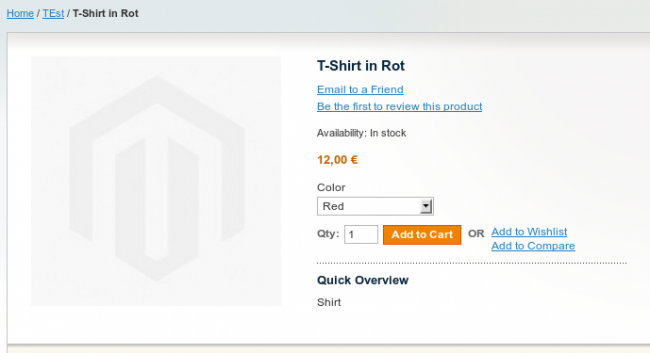 Home / TEst / T-Shirt in Rot
T-Shirt in Rot
Email to a Friend
Be the first to review this product
Availability: In stock
12,00 €
Color
Red
Qty: 1 Add to Cart OR Add to Wishlist
Add to Compare
Quick Overview
Shirt